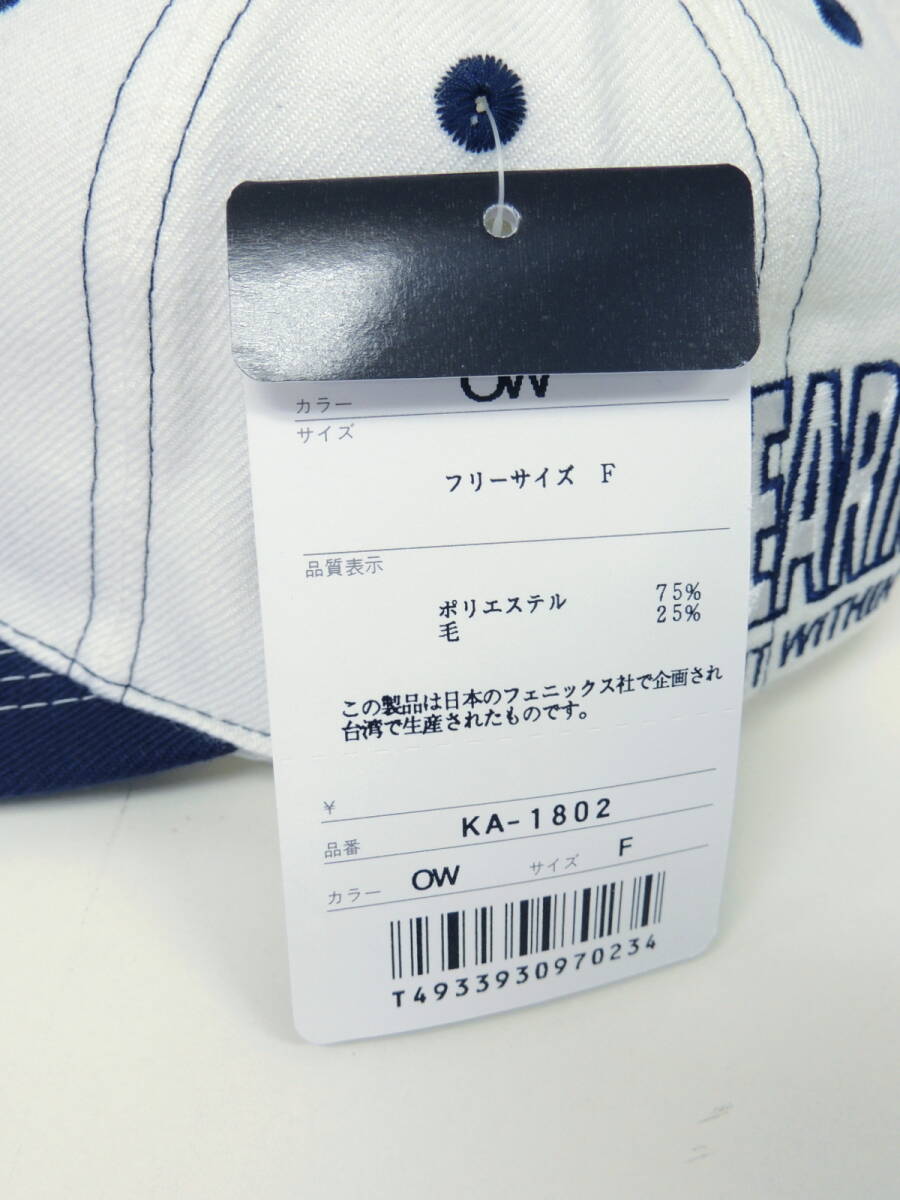 OW
カラー
サイズ
フリーサイズ F
品質表示
ポリエステル 75%
毛 25%
この製品は日本のフェニックス社で企画され
台湾で生産されたものです。
¥
品番 KA-1802
カラー OW サイズ F
T4933930970234
WITHIN